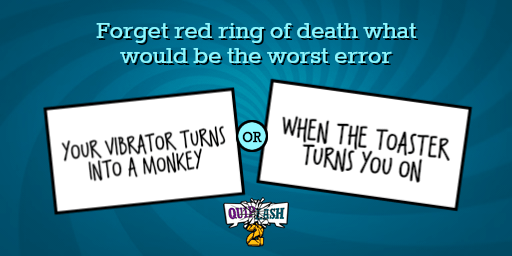 Forget red ring of death what
would be the worst error
YOUR VIBRATOR TURNS
INTO A MONKEY
OR
WHEN THE TOASTER
TURNS YOU ON
QUIPLASH
2